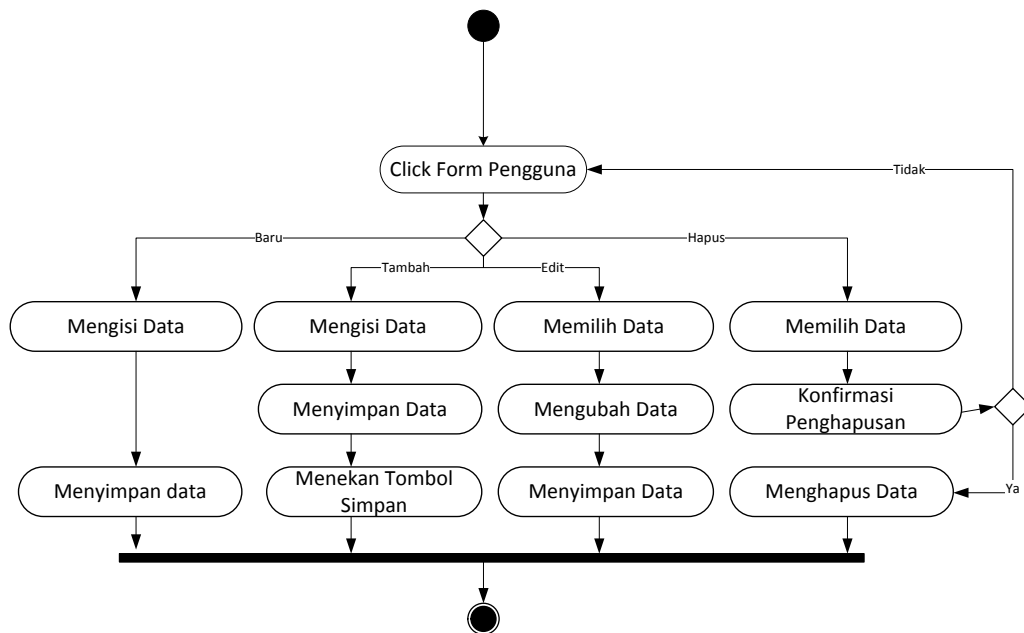 Click Form Pengguna
Tidak
Baru
Hapus
Tambah
Edit
Mengisi Data
Mengisi Data
Memilih Data
Memilih Data
Menyimpan Data
Mengubah Data
Konfirmasi
Penghapusan
Menyimpan data
Menekan Tombol
Simpan
Menyimpan Data
Menghapus Data
Ya